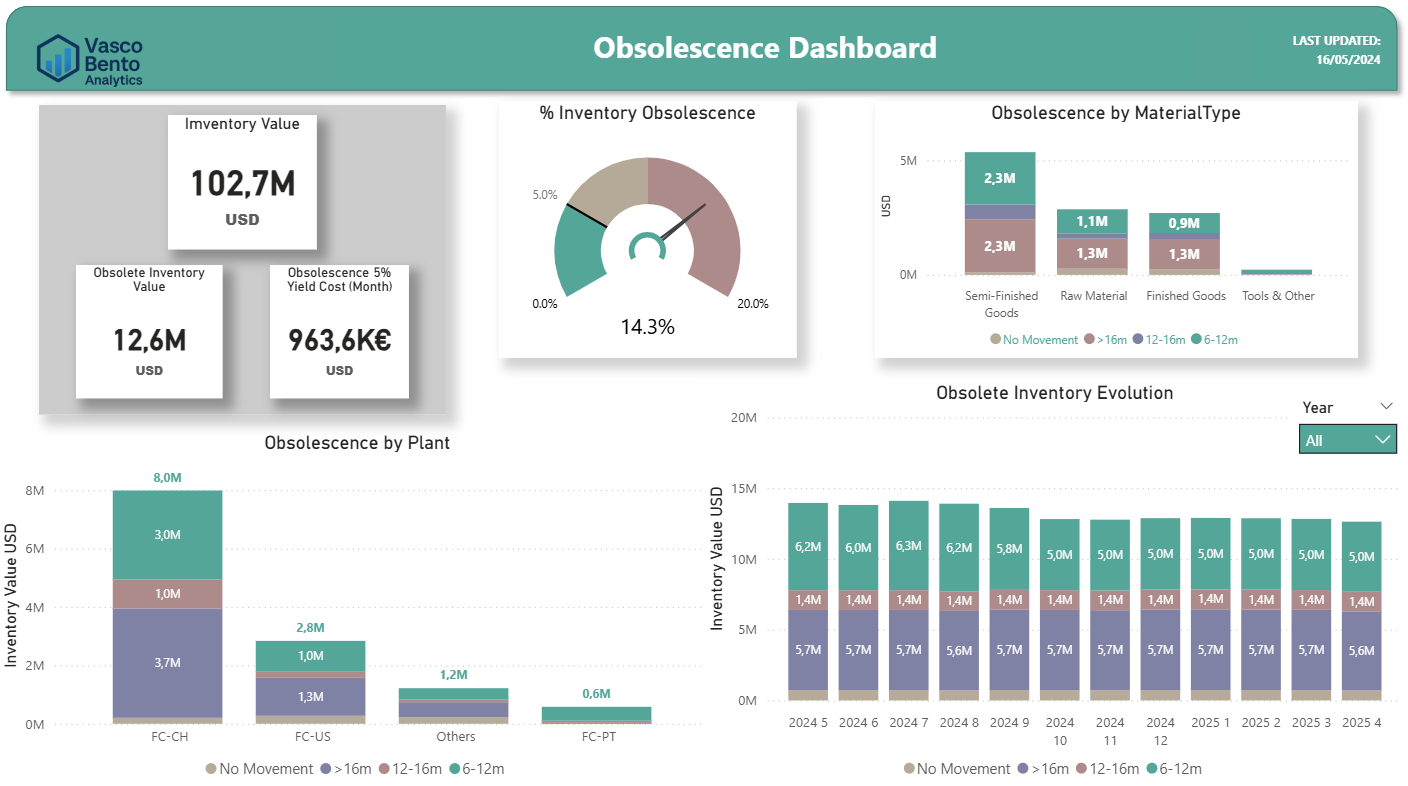 Vasco
Bento
Analytics
Obsolescence Dashboard
LAST UPDATED:
16/05/2024
Imventory Value
102,7M
USD
Obsolete Inventory
Value
12,6M
USD
Obsolescence 5%
Yield Cost (Month)
963,6K€
USD
% Inventory Obsolescence
5.0%
0.0%
20.0%
14.3%
Obsolescence by MaterialType
USD
5M
0M
2,3M
2,3M
1,1M
1,3M
0,9M
1,3M
Semi-Finished
Goods
Raw Material
Finished Goods
Tools & Other
No Movement >16m 12-16m 6-12m
Obsolescence by Plant
Inventory Value USD
8M
6M
4M
2M
0M
8,0M
3,0M
1,0M
3,7M
2,8M
1,0M
1,3M
1,2M
0,6M
FC-CH
FC-US
Others
FC-PT
No Movement >16m 12-16m 6-12m
Obsolete Inventory Evolution
Year
All
Inventory Value USD
20M
15M
10M
5M
0M
6,2M 6,0M 6,3M 6,2M 5,8M 5,0M 5,0M 5,0M 5,0M 5,0M 5,0M 5,0M
1,4M 1,4M 1,4M 1,4M 1,4M 1,4M 1,4M 1,4M 1,4M 1,4M 1,4M 1,4M
5,7M 5,7M 5,7M 5,6M 5,7M 5,7M 5,7M 5,7M 5,7M 5,7M 5,7M 5,6M
2024 5 2024 6 2024 7 2024 8 2024 9 2024 2024 2024 2025 1 2025 2 2025 3 2025 4
10 11 12
No Movement >16m 12-16m 6-12m